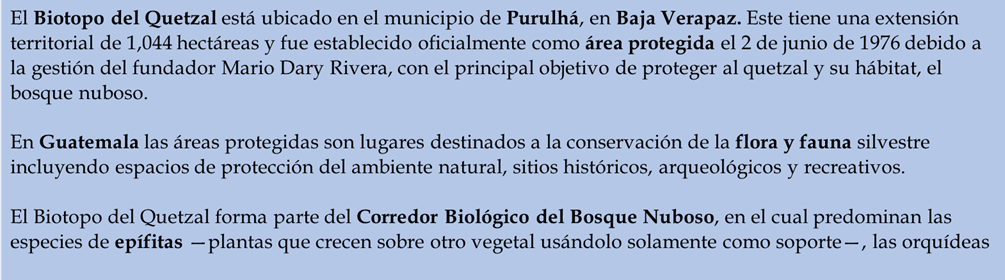 El Biotopo del Quetzal está ubicado en el municipio de Purulhá, en Baja Verapaz. Este tiene una extensión
territorial de 1,044 hectáreas y fue establecido oficialmente como área protegida el 2 de junio de 1976 debido a
la gestión del fundador Mario Dary Rivera, con el principal objetivo de proteger al quetzal y su hábitat, el
bosque nuboso.
En Guatemala las áreas protegidas son lugares destinados a la conservación de la flora y fauna silvestre
incluyendo espacios de protección del ambiente natural, sitios históricos, arqueológicos y recreativos.
El Biotopo del Quetzal forma parte del Corredor Biológico del Bosque Nuboso, en el cual predominan las
especies de epífitas —plantas que crecen sobre otro vegetal usándolo solamente como soporte—, las orquídeas